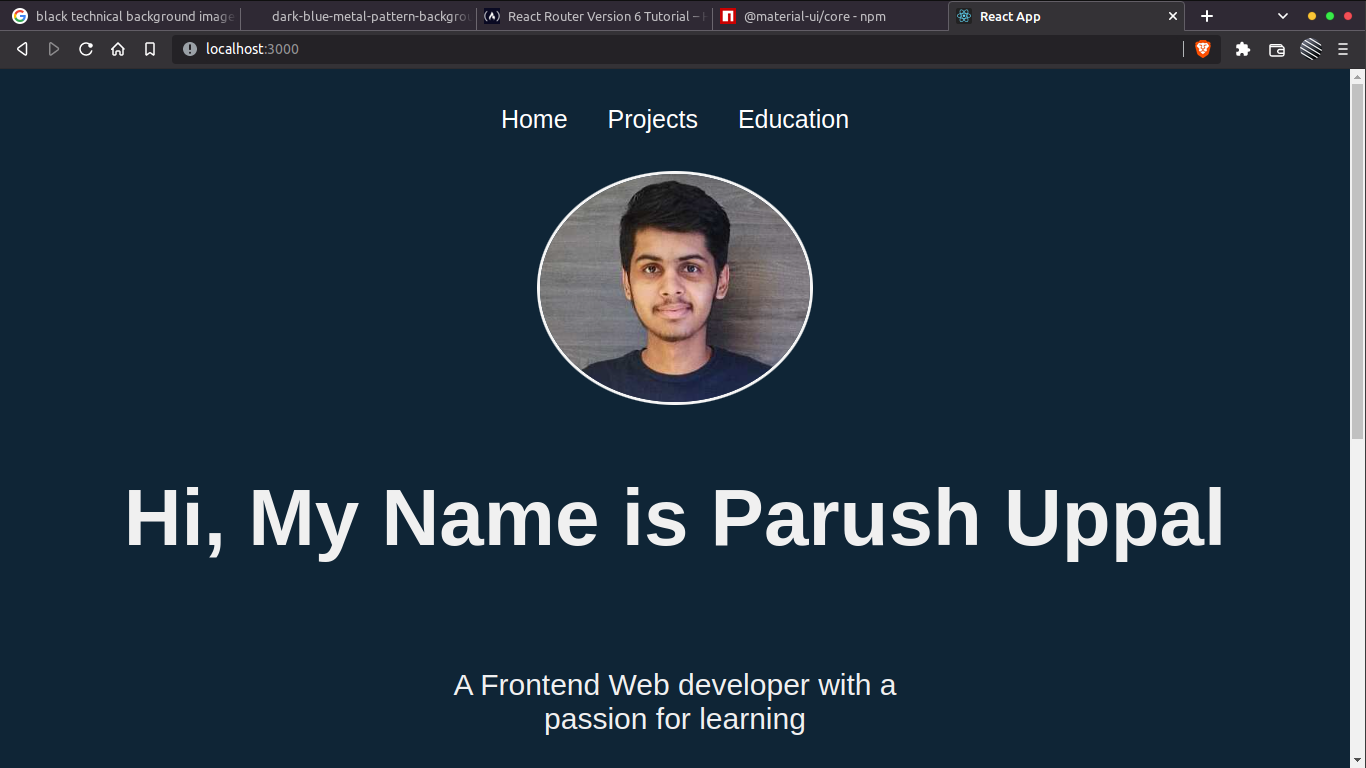 black technical background image
dark-blue-metal-pattern-backgrou
React Router Version 6 Tutorial –
@material-ui/core - npm
React App
localhost:3000
Home Projects Education
Hi, My Name is Parush Uppal
A Frontend Web developer with a
passion for learning